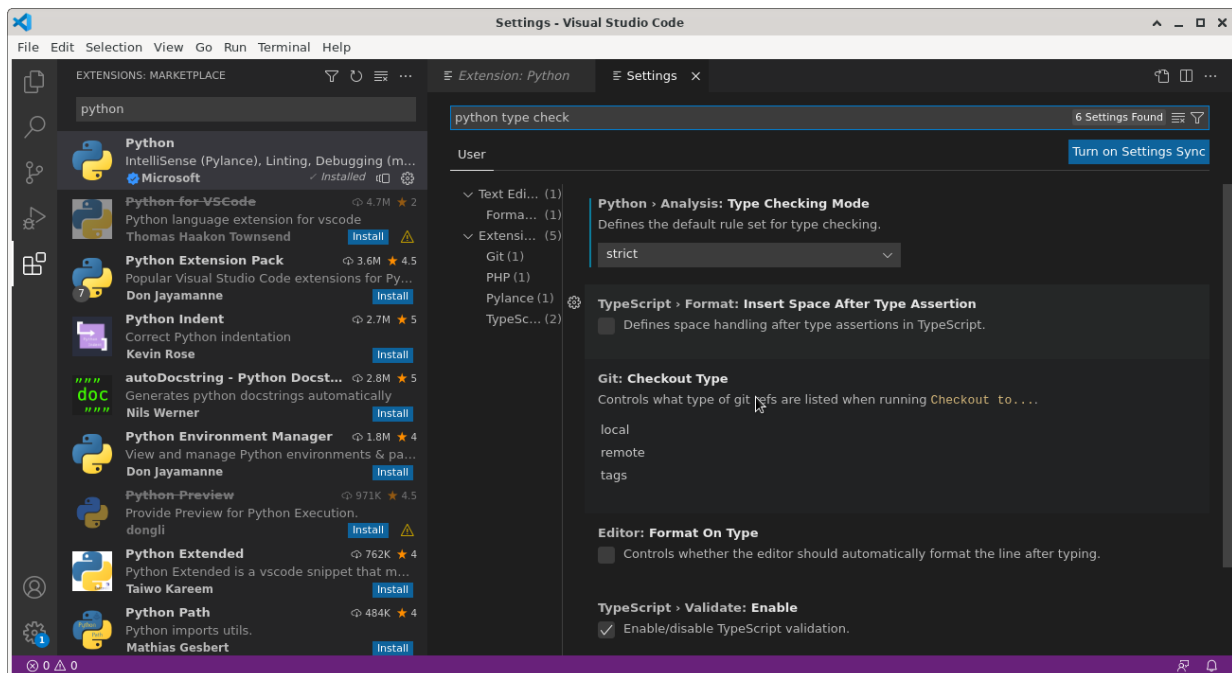 Settings - Visual Studio Code
File Edit Selection View Go Run Terminal Help
EXTENSIONS: MARKETPLACE
python
Python
IntelliSense (Pylance), Linting, Debugging (m...
Microsoft
✓ Installed
Python for VSCode 4.7M ★ 2
Python language extension for vscode
Thomas Haakon Townsend Install
Python Extension Pack 3.6M ★ 4.5
Popular Visual Studio Code extensions for Py...
7 Don Jayamanne Install
Python Indent 2.7M ★ 5
Correct Python indentation
Kevin Rose Install
autoDocstring - Python Docst... 2.8M ★ 5
"""
doc
"""
Generates python docstrings automatically
Nils Werner Install
Python Environment Manager 1.8M ★ 4
View and manage Python environments & pa...
Don Jayamanne Install
Python Preview 971K ★ 4.5
Provide Preview for Python Execution.
dongli Install
Python Extended 762K ★ 4
Python Extended is a vscode snippet that m...
Taiwo Kareem Install
Python Path 484K ★ 4
Python imports utils.
Mathias Gesbert Install
1
0 0
Extension: Python
Settings
python type check
6 Settings Found
User
Turn on Settings Sync
Text Edi... (1)
Forma... (1)
Extensi... (5)
Git (1)
PHP (1)
Pylance (1)
TypeSc... (2)
Python › Analysis: Type Checking Mode
Defines the default rule set for type checking.
strict
TypeScript › Format: Insert Space After Type Assertion
Defines space handling after type assertions in TypeScript.
Git: Checkout Type
Controls what type of git refs are listed when running Checkout to....
local
remote
tags
Editor: Format On Type
Controls whether the editor should automatically format the line after typing.
TypeScript › Validate: Enable
Enable/disable TypeScript validation.